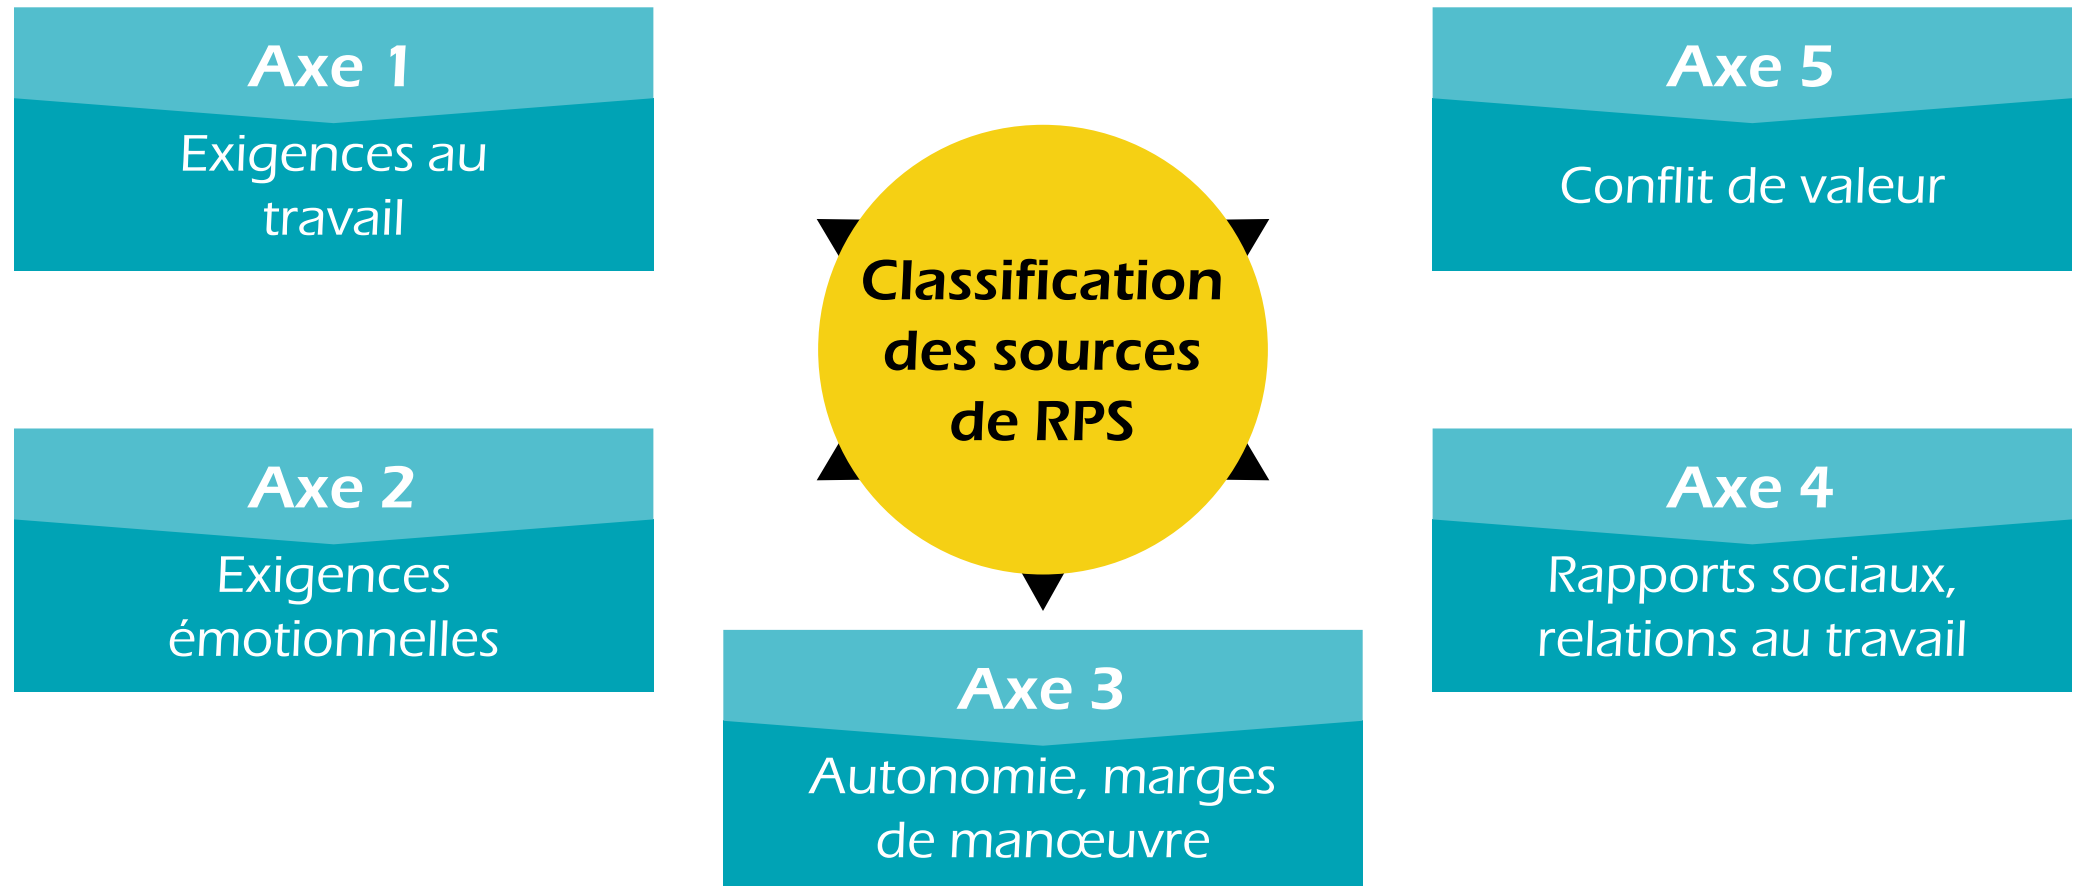 Axe 1
Exigences au
travail
Axe 5
Conflit de valeur
Classification
des sources
de RPS
Axe 2
Exigences
émotionnelles
Axe 4
Rapports sociaux,
relations au travail
Axe 3
Autonomie, marges
de manœuvre